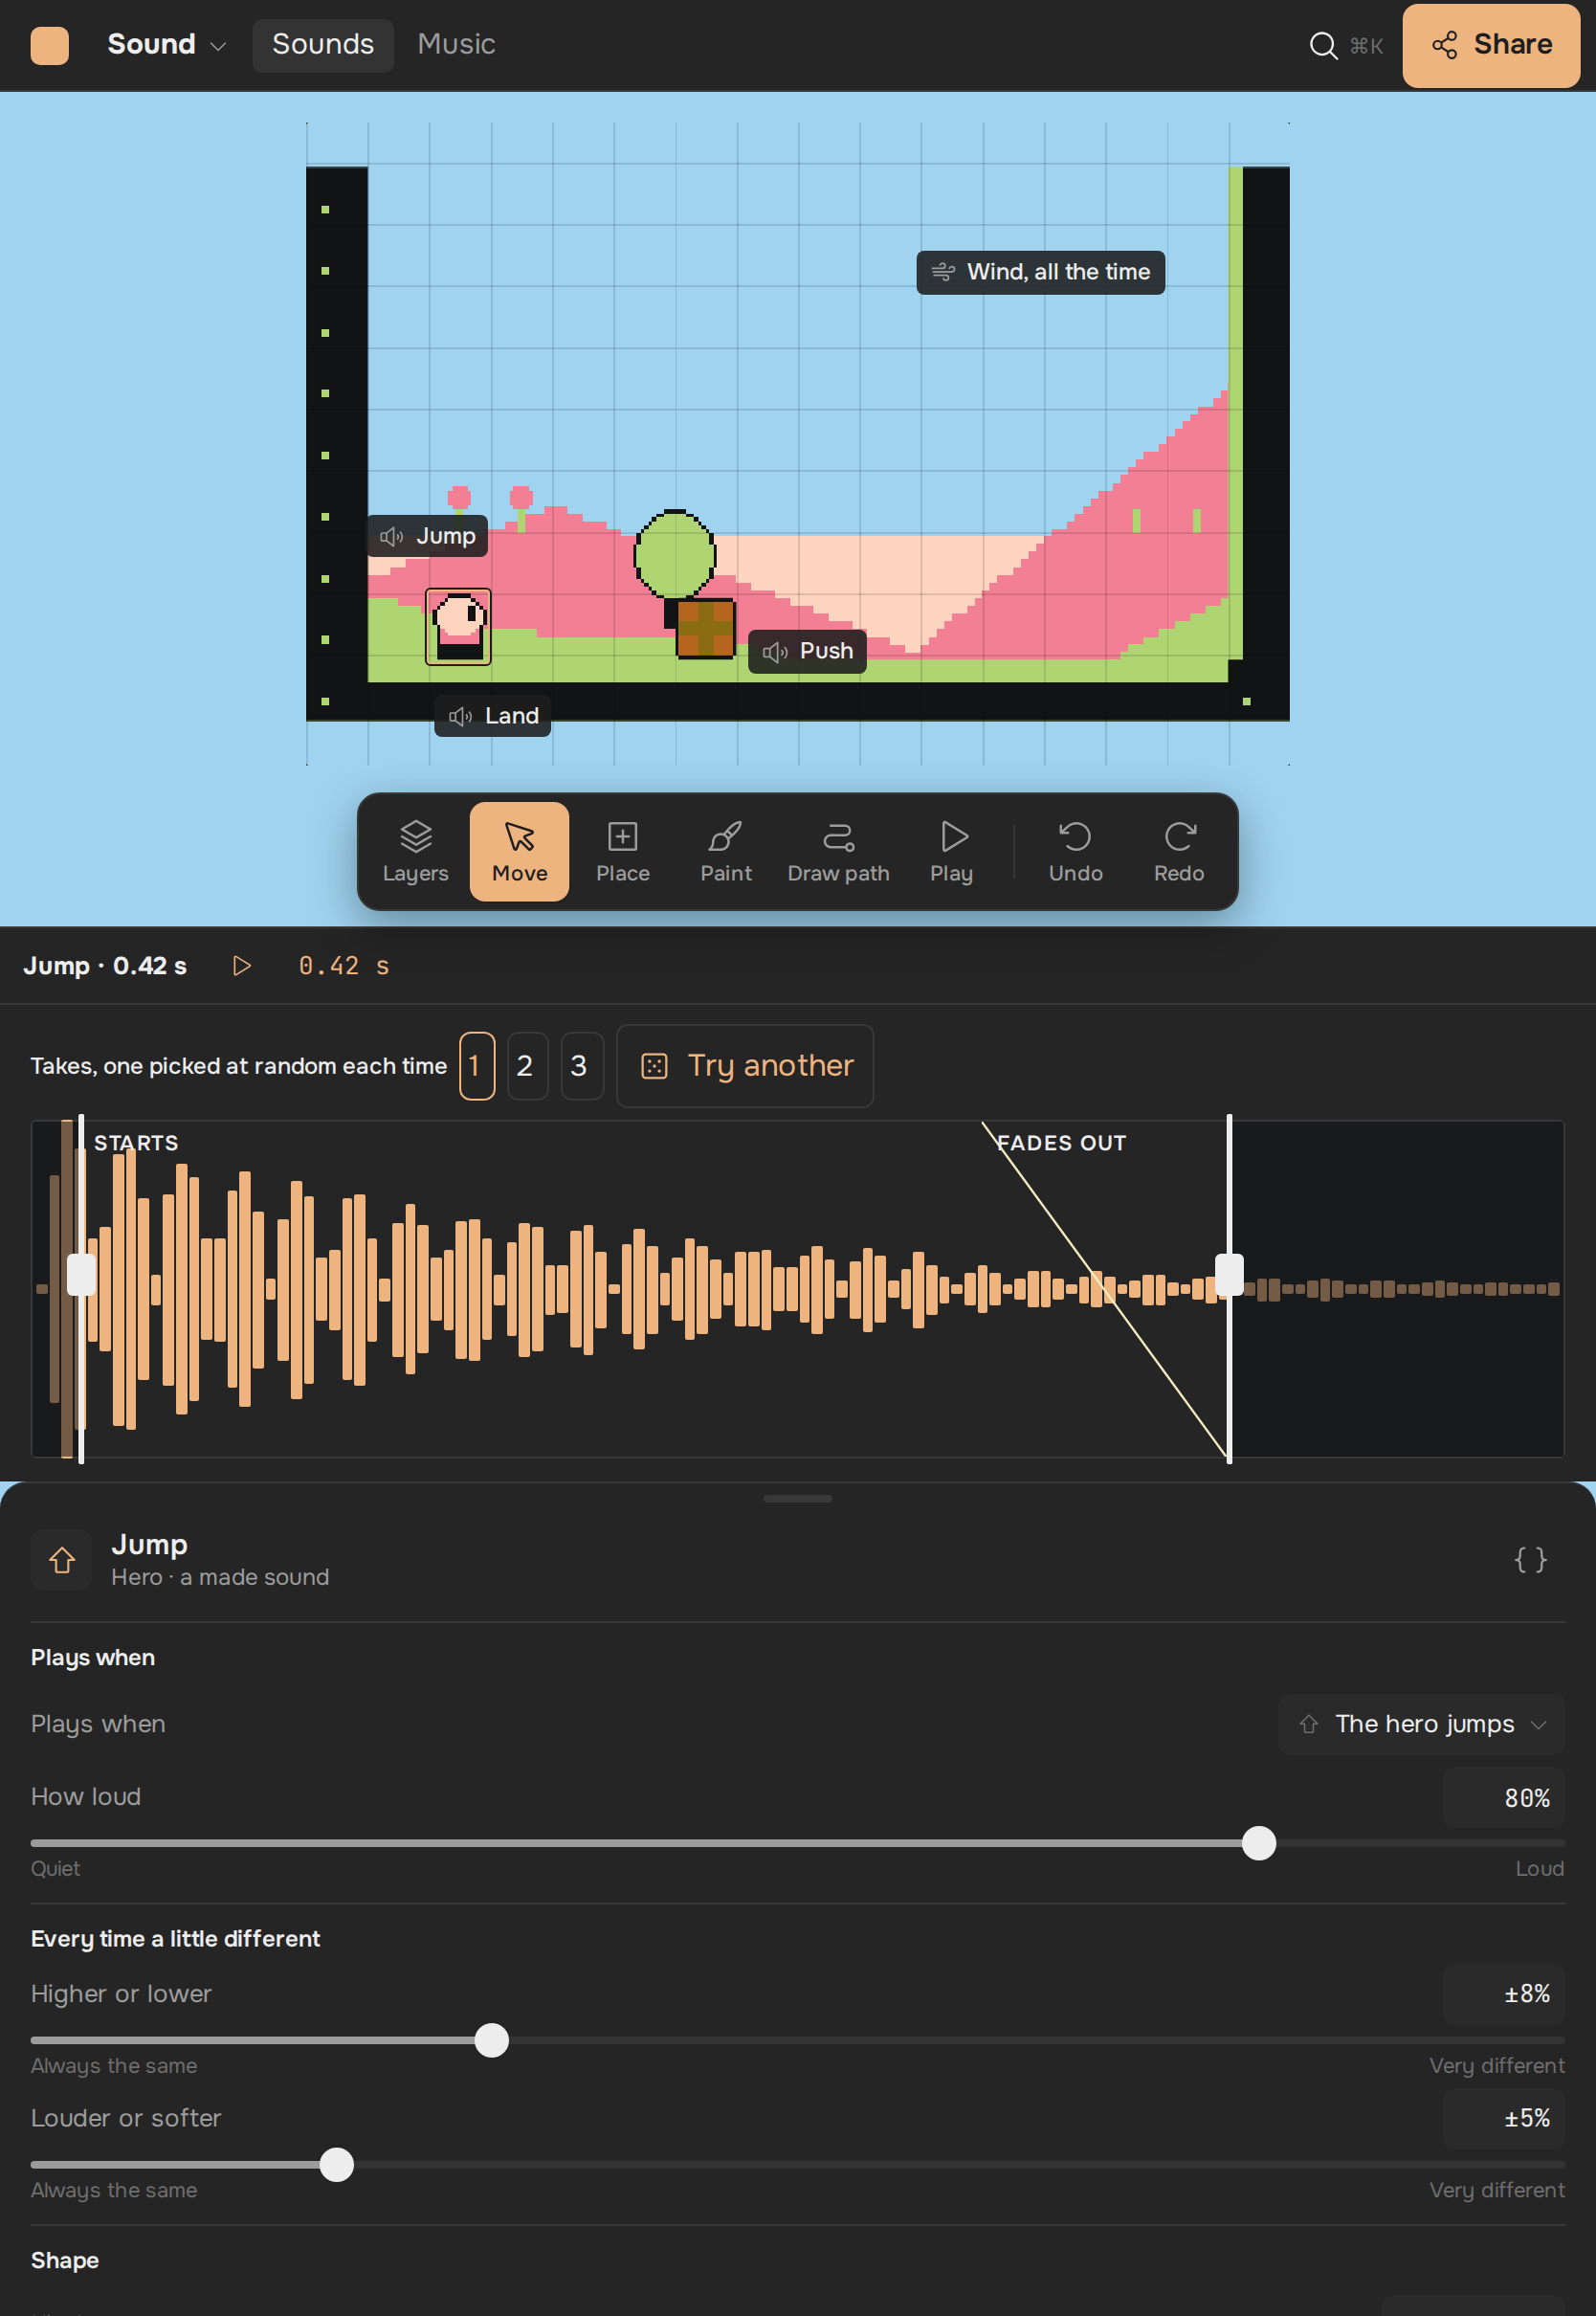 Sound
Sounds
Music
⌘K
Share
Wind, all the time
Jump
Push
Land
Layers
Move
Place
Paint
Draw path
Play
Undo
Redo
Jump · 0.42 s
0.42 s
Takes, one picked at random each time
1
2
3
Try another
STARTS
FADES OUT
Jump
Hero · a made sound
{ }
Plays when
Plays when
The hero jumps
How loud
80%
Quiet
Loud
Every time a little different
Higher or lower
±8%
Always the same
Very different
Louder or softer
±5%
Always the same
Very different
Shape